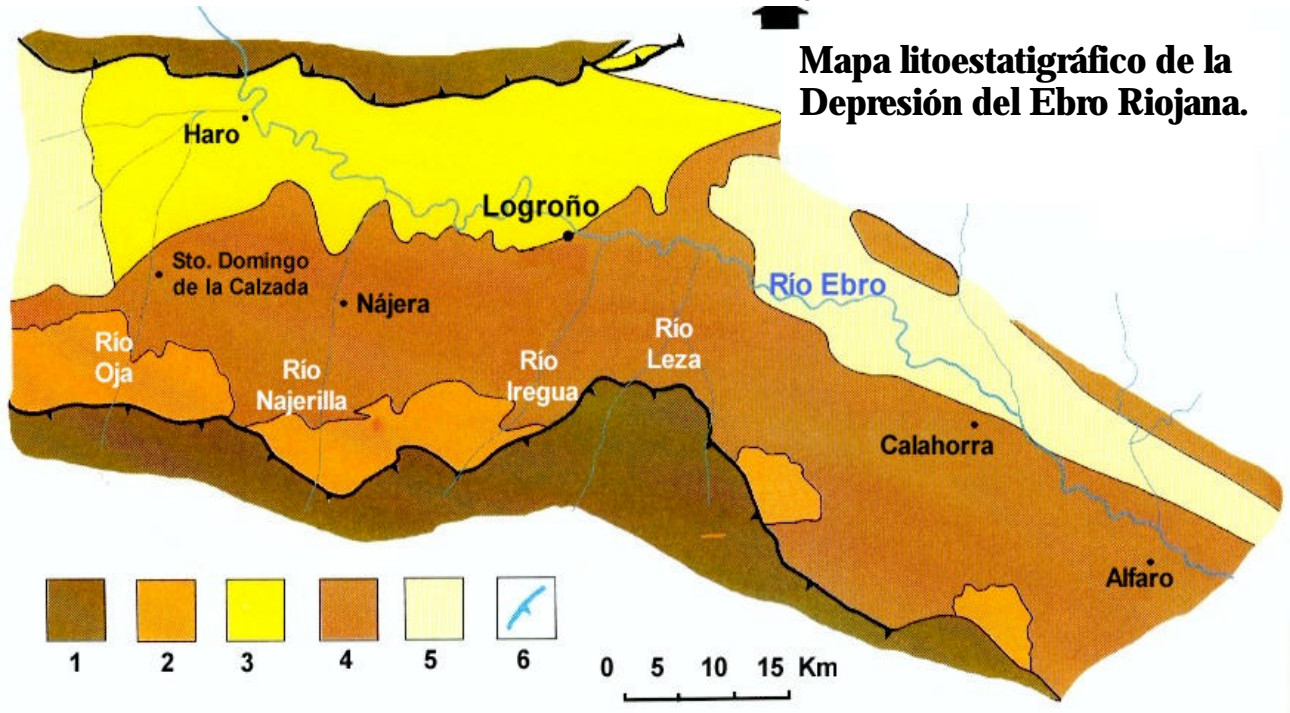 Mapa litoestatigráfico de la
Depresión del Ebro Riojana.
Haro
Logroño
Sto. Domingo
de la Calzada
Nájera
Río Ebro
Río
Oja
Río
Najerilla
Río
Iregua
Río
Leza
Calahorra
Alfaro
1 2 3 4 5 6
0 5 10 15 Km